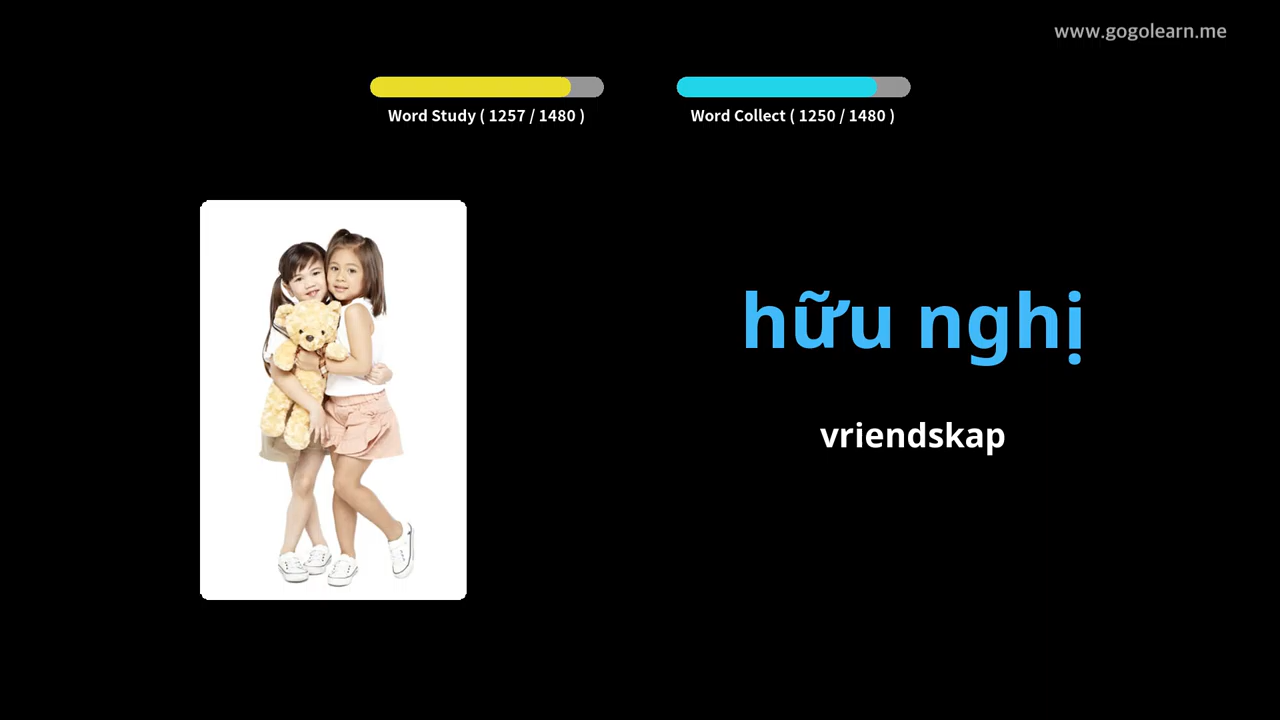 www.gogolearn.me
Word Study ( 1257 / 1480 )
Word Collect ( 1250 / 1480 )
hữu nghị
vriendskap